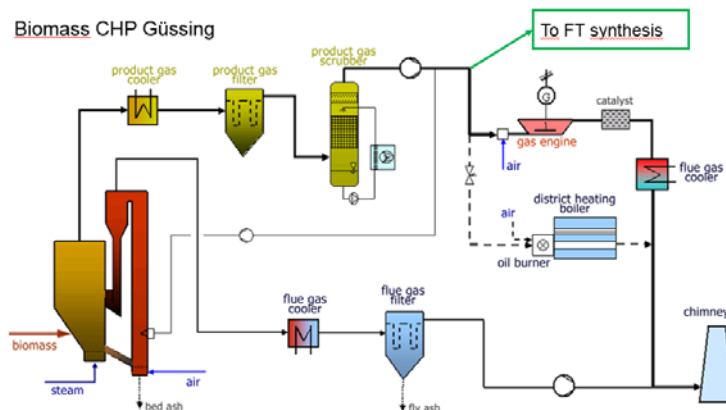 Biomass CHP Güssing
To FT synthesis
product gas
cooler
product gas
filter
product gas
scrubber
G
catalyst
gas engine
air
flue gas
cooler
district heating
boiler
air
oil burner
flue gas
cooler
flue gas
filter
chimney
biomass
steam
air
bed ash
fly ash